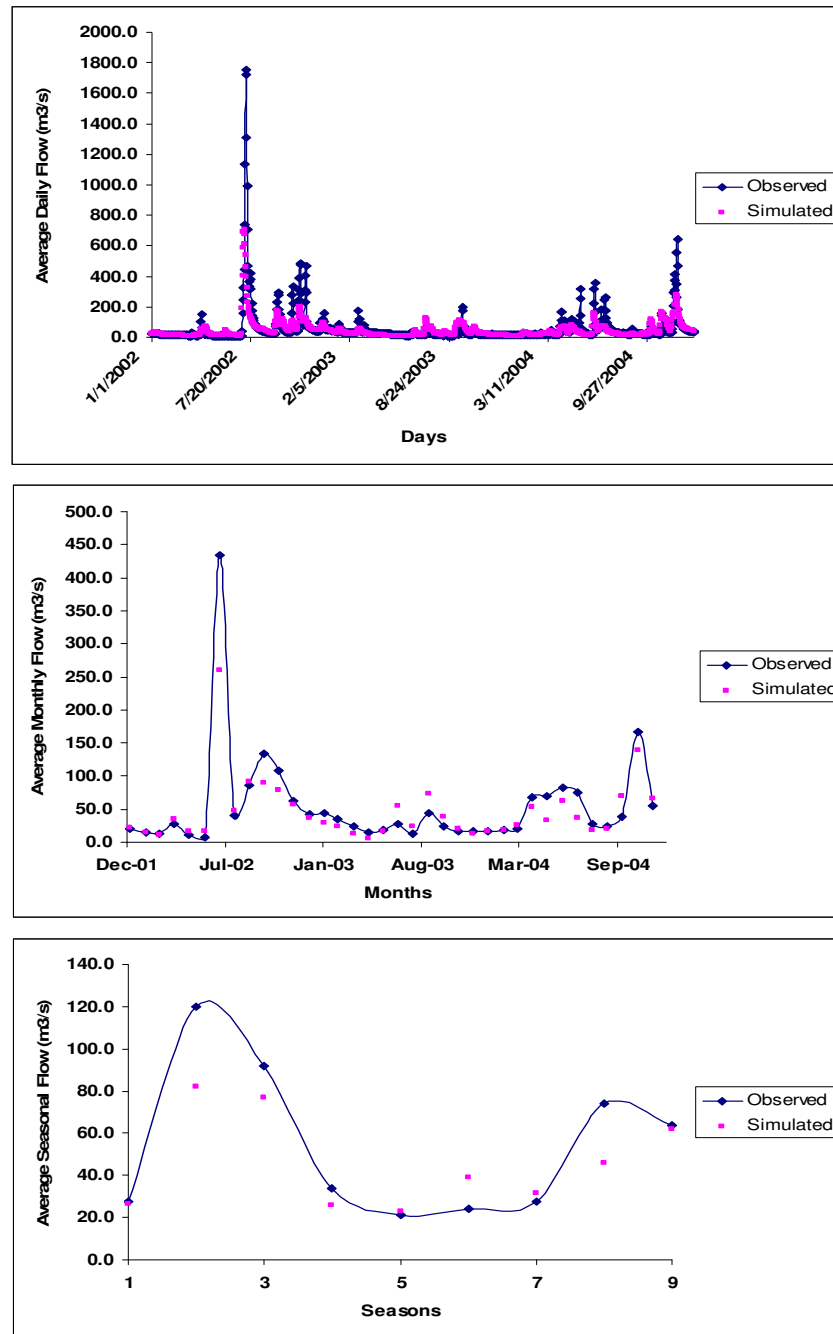 2000.0
1800.0
1600.0
1400.0
1200.0
1000.0
800.0
600.0
400.0
200.0
0.0
Average Daily Flow (m3/s)
1/1/2002
7/20/2002
2/5/2003
8/24/2003
3/11/2004
9/27/2004
Days
Observed
Simulated
500.0
450.0
400.0
350.0
300.0
250.0
200.0
150.0
100.0
50.0
0.0
Average Monthly Flow (m3/s)
Dec-01 Jul-02 Jan-03 Aug-03 Mar-04 Sep-04
Months
Observed
Simulated
140.0
120.0
100.0
80.0
60.0
40.0
20.0
0.0
Average Seasonal Flow (m3/s)
1 3 5 7 9
Seasons
Observed
Simulated